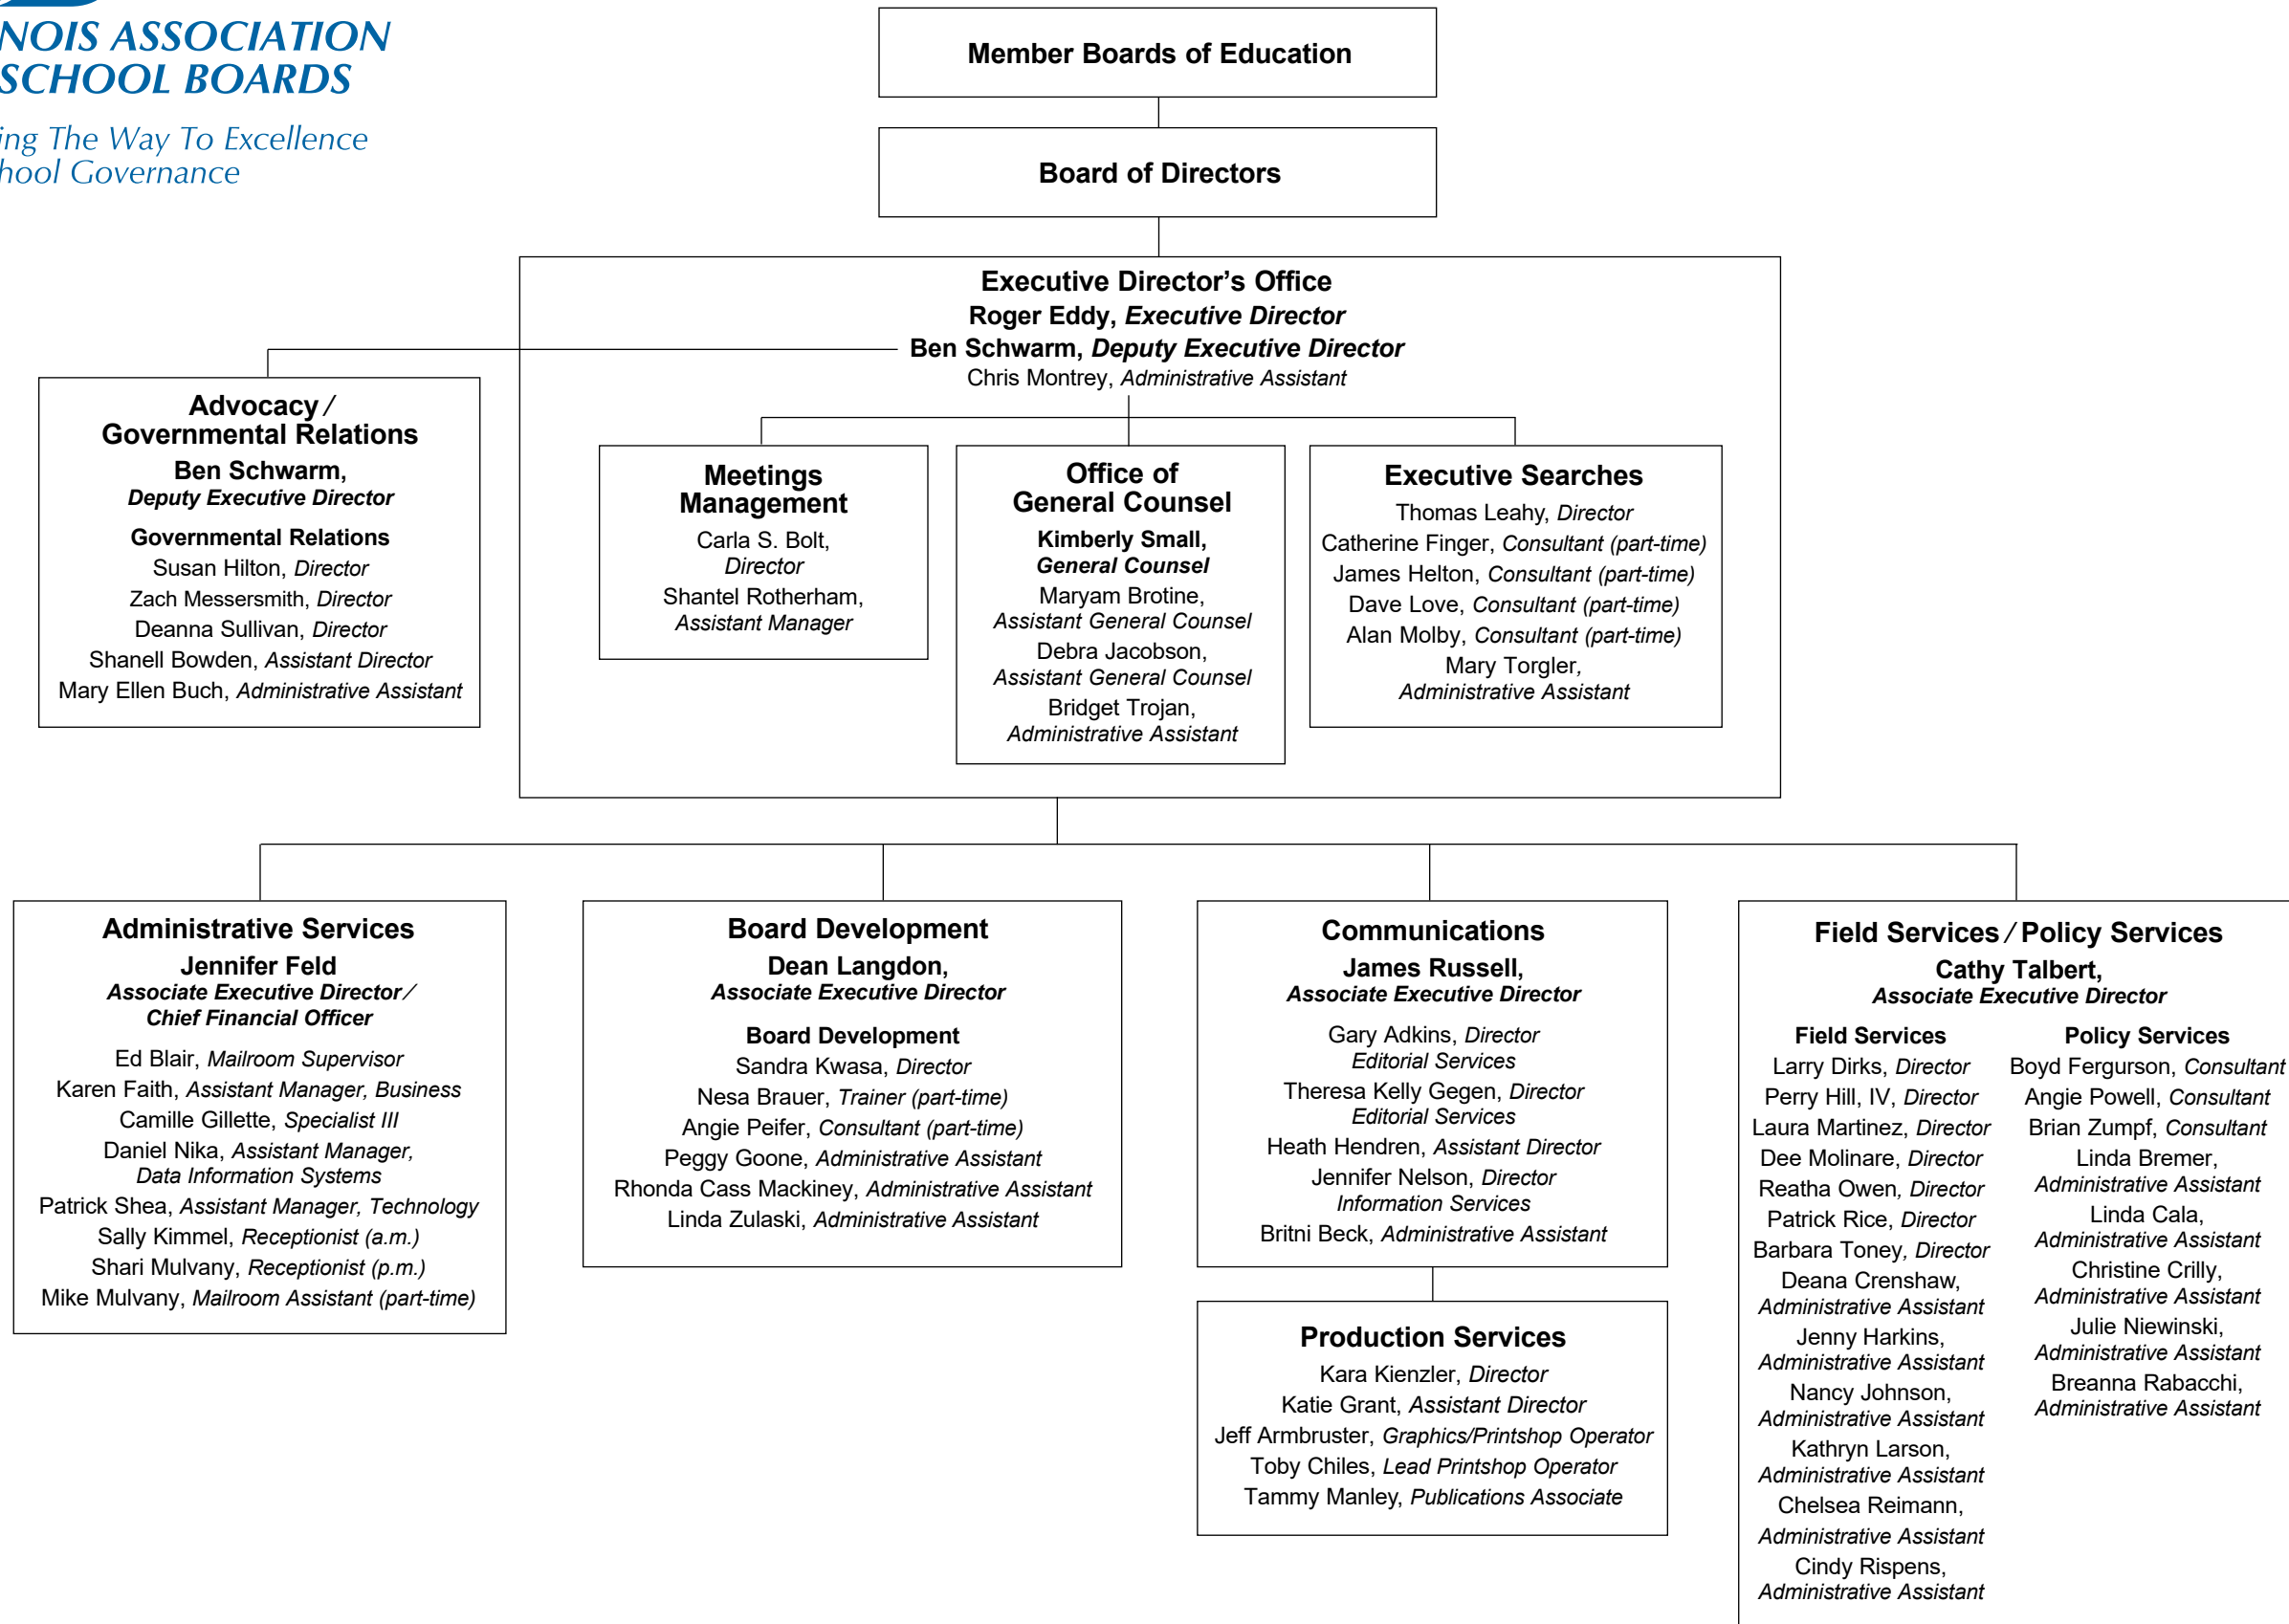 NOIS ASSOCIATION
SCHOOL BOARDS
ing The Way To Excellence
hool Governance
Member Boards of Education
Board of Directors
Executive Director’s Office
Roger Eddy, Executive Director
Ben Schwarm, Deputy Executive Director
Chris Montrey, Administrative Assistant
Advocacy/
Governmental Relations
Ben Schwarm,
Deputy Executive Director
Governmental Relations
Susan Hilton, Director
Zach Messersmith, Director
Deanna Sullivan, Director
Shanell Bowden, Assistant Director
Mary Ellen Buch, Administrative Assistant
Meetings
Management
Carla S. Bolt,
Director
Shantel Rotherham,
Assistant Manager
Office of
General Counsel
Kimberly Small,
General Counsel
Maryam Brotine,
Assistant General Counsel
Debra Jacobson,
Assistant General Counsel
Bridget Trojan,
Administrative Assistant
Executive Searches
Thomas Leahy, Director
Catherine Finger, Consultant (part-time)
James Helton, Consultant (part-time)
Dave Love, Consultant (part-time)
Alan Molby, Consultant (part-time)
Mary Torgler,
Administrative Assistant
Administrative Services
Jennifer Feld
Associate Executive Director/
Chief Financial Officer
Ed Blair, Mailroom Supervisor
Karen Faith, Assistant Manager, Business
Camille Gillette, Specialist III
Daniel Nika, Assistant Manager,
Data Information Systems
Patrick Shea, Assistant Manager, Technology
Sally Kimmel, Receptionist (a.m.)
Shari Mulvany, Receptionist (p.m.)
Mike Mulvany, Mailroom Assistant (part-time)
Board Development
Dean Langdon,
Associate Executive Director
Board Development
Sandra Kwasa, Director
Nesa Brauer, Trainer (part-time)
Angie Peifer, Consultant (part-time)
Peggy Goone, Administrative Assistant
Rhonda Cass Mackiney, Administrative Assistant
Linda Zulaski, Administrative Assistant
Communications
James Russell,
Associate Executive Director
Gary Adkins, Director
Editorial Services
Theresa Kelly Gegen, Director
Editorial Services
Heath Hendren, Assistant Director
Jennifer Nelson, Director
Information Services
Britni Beck, Administrative Assistant
Production Services
Kara Kienzler, Director
Katie Grant, Assistant Director
Jeff Armbruster, Graphics/Printshop Operator
Toby Chiles, Lead Printshop Operator
Tammy Manley, Publications Associate
Field Services/Policy Services
Cathy Talbert,
Associate Executive Director
Field Services
Larry Dirks, Director
Perry Hill, IV, Director
Laura Martinez, Director
Dee Molinare, Director
Reatha Owen, Director
Patrick Rice, Director
Barbara Toney, Director
Deana Crenshaw,
Administrative Assistant
Jenny Harkins,
Administrative Assistant
Nancy Johnson,
Administrative Assistant
Kathryn Larson,
Administrative Assistant
Chelsea Reimann,
Administrative Assistant
Cindy Rispens,
Administrative Assistant
Policy Services
Boyd Fergurson, Consultant
Angie Powell, Consultant
Brian Zumpf, Consultant
Linda Bremer,
Administrative Assistant
Linda Cala,
Administrative Assistant
Christine Crilly,
Administrative Assistant
Julie Niewinski,
Administrative Assistant
Breanna Rabacchi,
Administrative Assistant